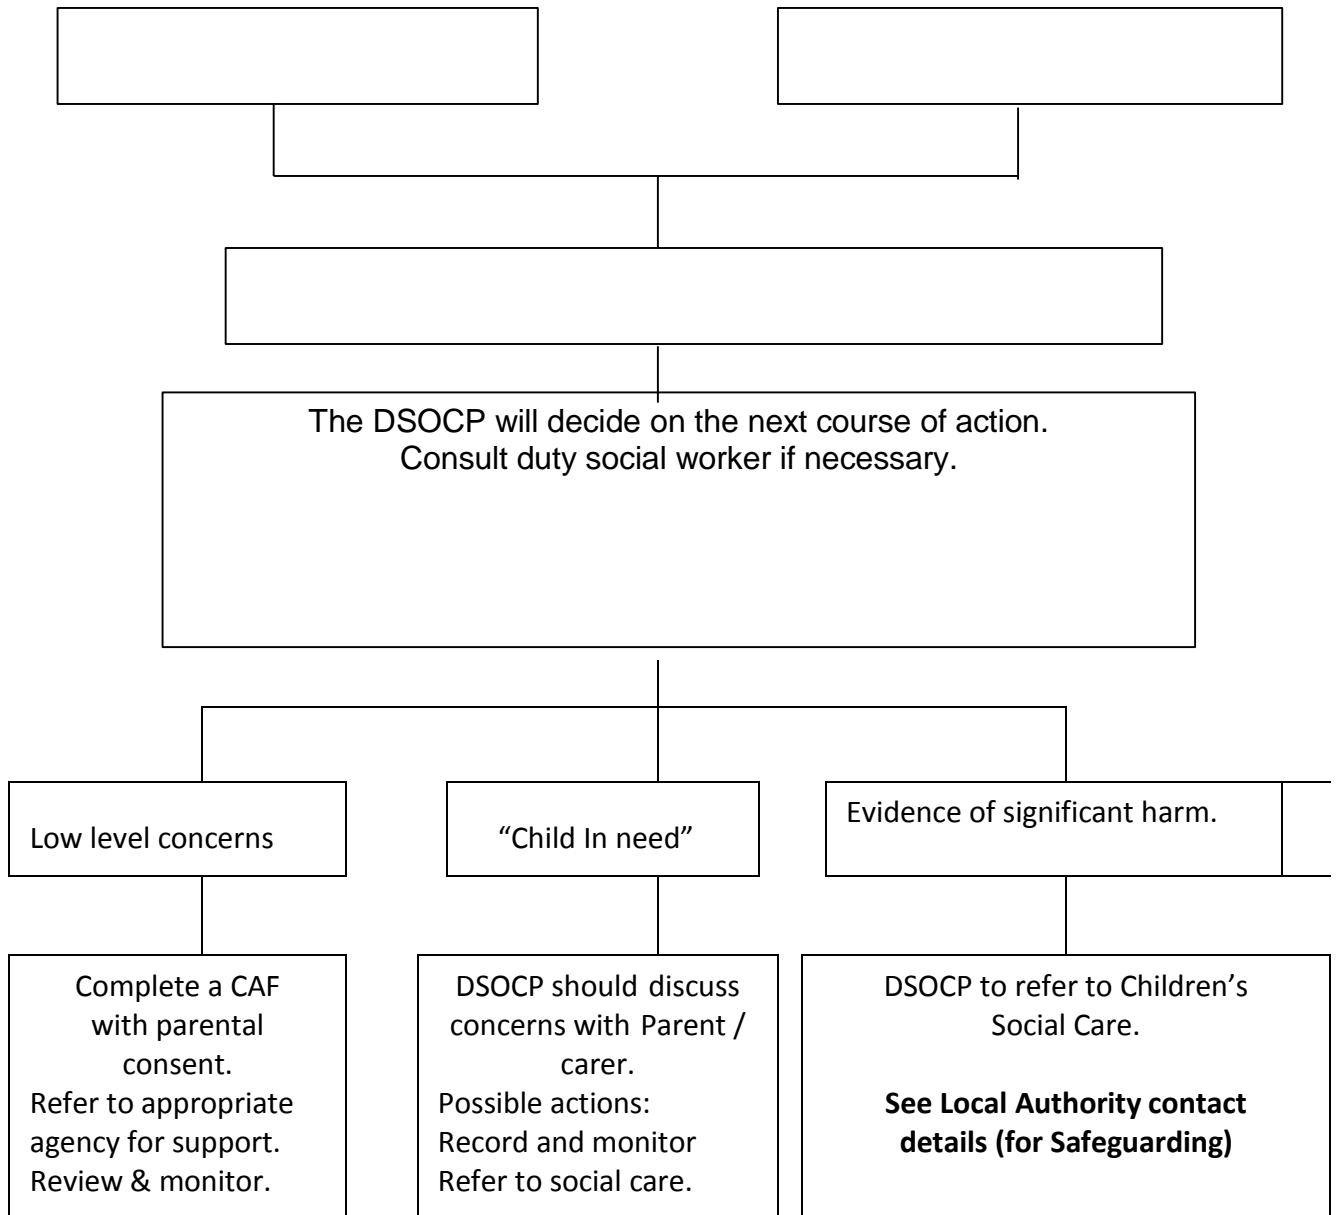 The DSOCP will decide on the next course of action.
Consult duty social worker if necessary.
Low level concerns
“Child In need”
Evidence of significant harm.
Complete a CAF
with parental
consent.
Refer to appropriate
agency for support.
Review & monitor.
DSOCP should discuss
concerns with Parent /
carer.
Possible actions:
Record and monitor
Refer to social care.
DSOCP to refer to Children’s
Social Care.
See Local Authority contact
details (for Safeguarding)